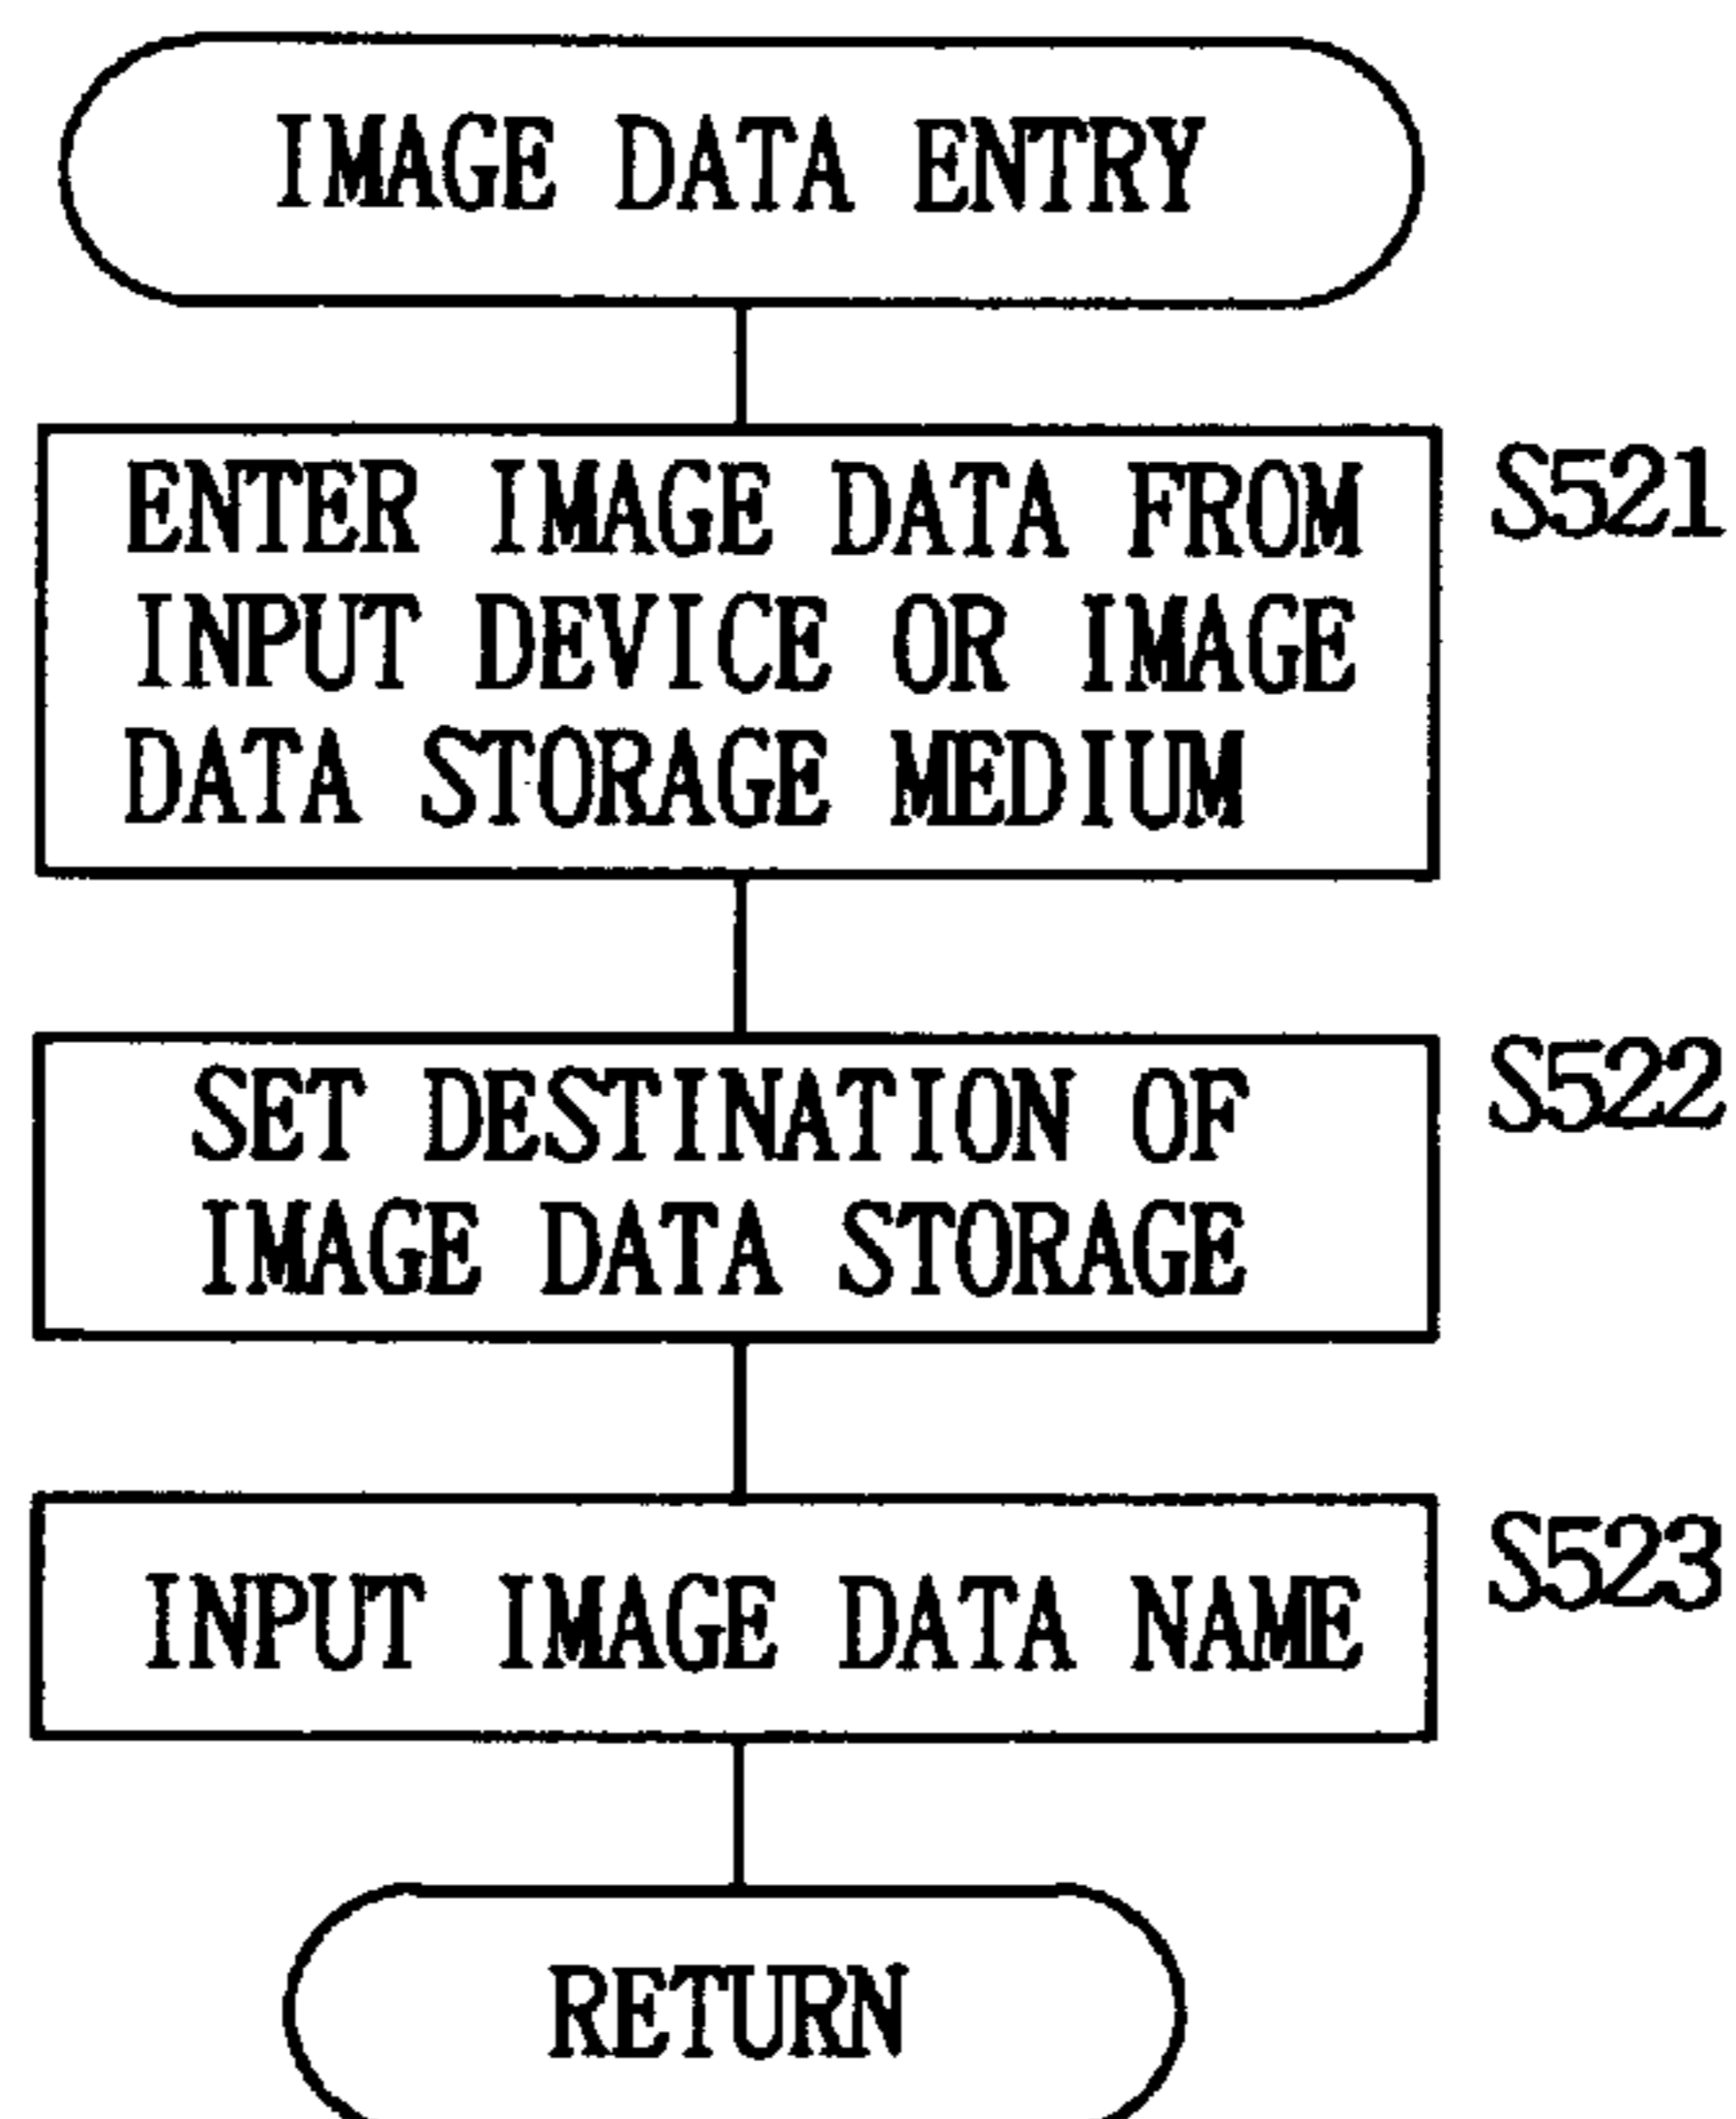 IMAGE DATA ENTRY
ENTER IMAGE DATA FROM
INPUT DEVICE OR IMAGE
DATA STORAGE MEDIUM
S521
SET DESTINATION OF
IMAGE DATA STORAGE
S522
INPUT IMAGE DATA NAME
S523
RETURN